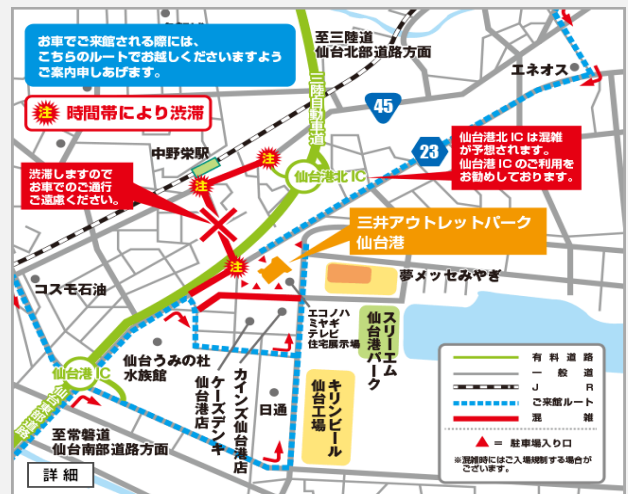 お車でご来館される際には、
こちらのルートでお越しくださいますよう
ご案内申しあげます。
至三陸道
仙台北部道路方面
エネオス
注 時間帯により渋滞
三陸自動車道
45
23
中野栄駅
注
注
仙台港北IC
仙台港北ICは混雑
が予想されます。
仙台港ICのご利用を
お勧めしております。
渋滞しますので
お車でのご通行
ご遠慮ください。
三井アウトレットパーク
仙台港
注
夢メッセみやぎ
コスモ石油
エコノハ
ミヤギ
テレビ
住宅展示場
スリーエム
仙台港パーク
仙台港IC
仙台うみの杜
水族館
ケーズデンキ
仙台港店
カインズ仙台港店
日通
キリンビール
仙台工場
至常磐道
仙台南部道路方面
有料道路
一般道
JR
ご来館ルート
混雑
▲ = 駐車場入り口
※混雑時にはご入場規制する場合が
ございます。
詳細